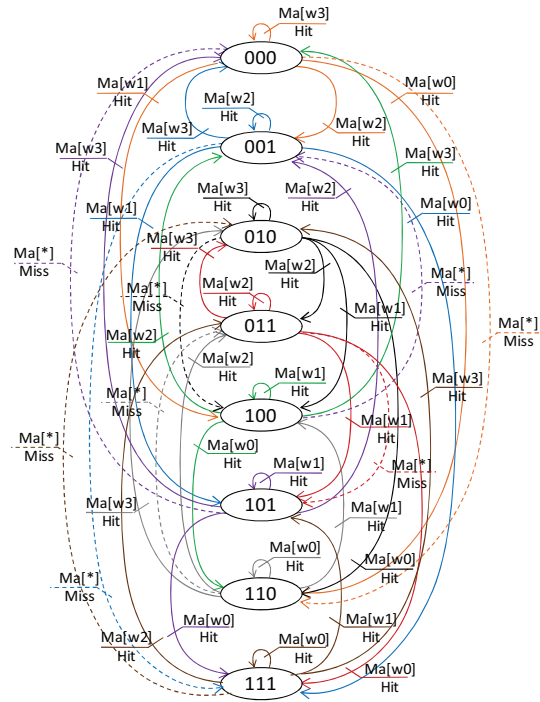 Ma[w3]
Hit
000
Ma[w1]
Hit
Ma[w0]
Hit
Ma[w2]
Hit
Ma[w3]
Hit
Ma[w2]
Hit
Ma[w3]
Hit
Ma[w3]
Hit
001
Ma[w3]
Hit
Ma[w2]
Hit
Ma[w1]
Hit
Ma[w0]
Hit
010
Ma[w3]
Hit
Ma[*]
Miss
Ma[w2]
Hit
Ma[*]
Miss
Ma[*]
Miss
Ma[w2]
Hit
Ma[w1]
Hit
011
Ma[*]
Miss
Ma[w2]
Hit
Ma[w2]
Hit
Ma[w1]
Hit
Ma[w3]
Hit
Ma[*]
Miss
100
Ma[w1]
Hit
Ma[*]
Miss
Ma[w0]
Hit
Ma[w1]
Hit
Ma[*]
Miss
101
Ma[w3]
Hit
Ma[w1]
Hit
Ma[w0]
Hit
Ma[w0]
Hit
110
Ma[*]
Miss
Ma[w2]
Hit
Ma[w0]
Hit
Ma[w1]
Hit
Ma[w0]
Hit
Ma[w0]
Hit
111